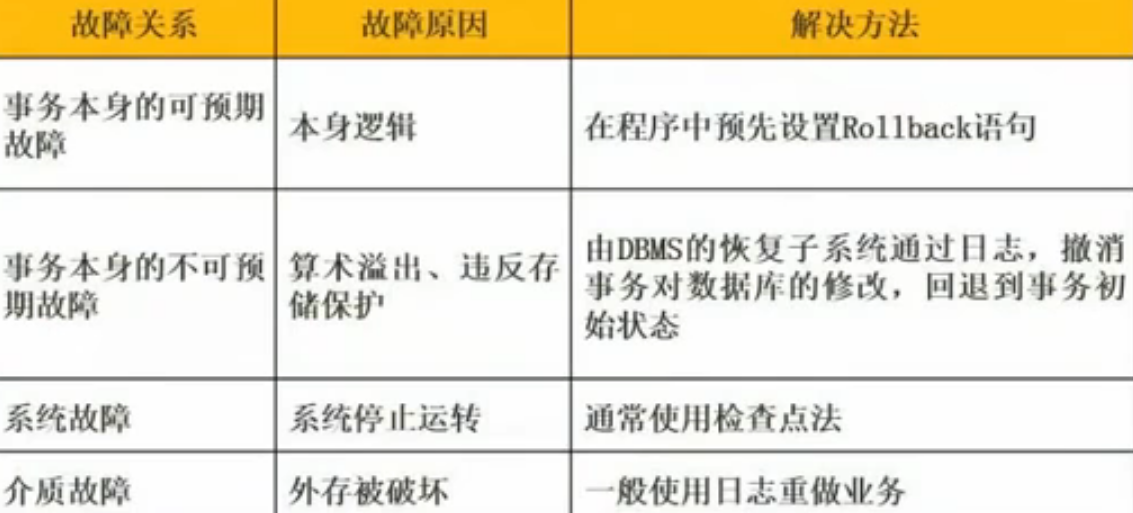 故障关系 故障原因 解决方法
事务本身的可预期
故障
本身逻辑
在程序中预先设置Rollback语句
事务本身的不可预
期故障
算术溢出、违反存
储保护
由DBMS的恢复子系统通过日志，撤消
事务对数据库的修改，回退到事务初
始状态
系统故障 系统停止运转 通常使用检查点法
介质故障 外存被破坏 一般使用日志重做业务